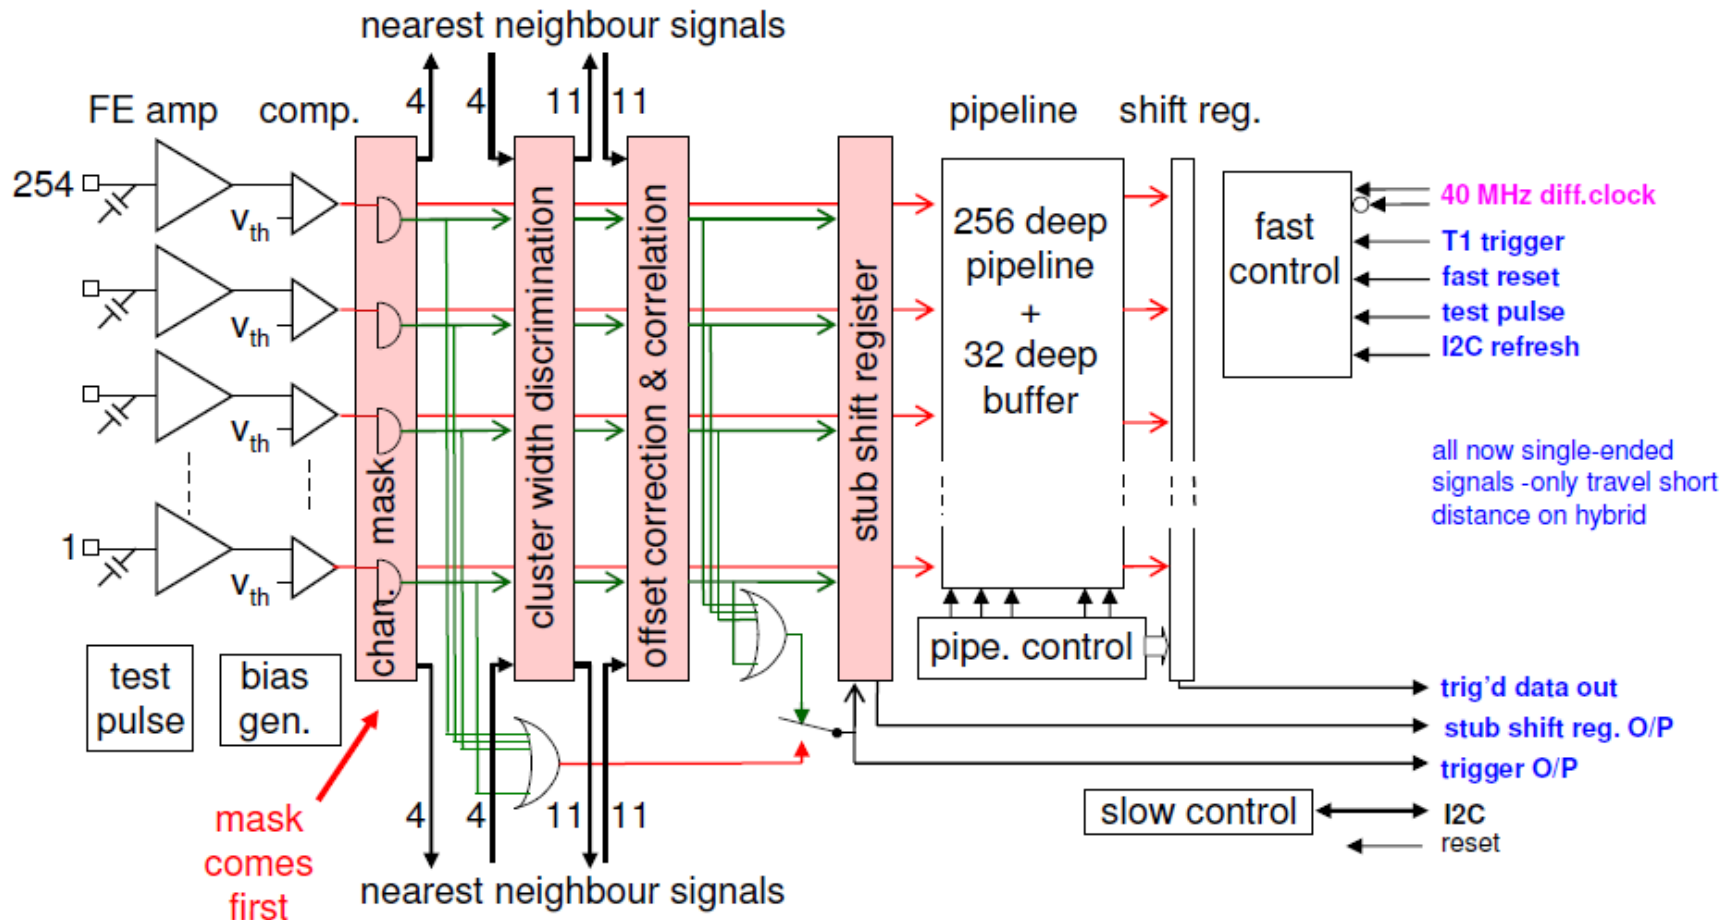 nearest neighbour signals
4 4 11 11
FE amp comp. pipeline shift reg.
254
Vth
Vth
Vth
1
Vth
chan. mask
cluster width discrimination
offset correction & correlation
stub shift register
256 deep
pipeline
+
32 deep
buffer
pipe. control
fast
control
40 MHz diff.clock
T1 trigger
fast reset
test pulse
I2C refresh
all now single-ended
signals -only travel short
distance on hybrid
test
pulse
bias
gen.
trig'd data out
stub shift reg. O/P
trigger O/P
slow control
I2C
reset
mask
comes
first
4 4 11 11
nearest neighbour signals